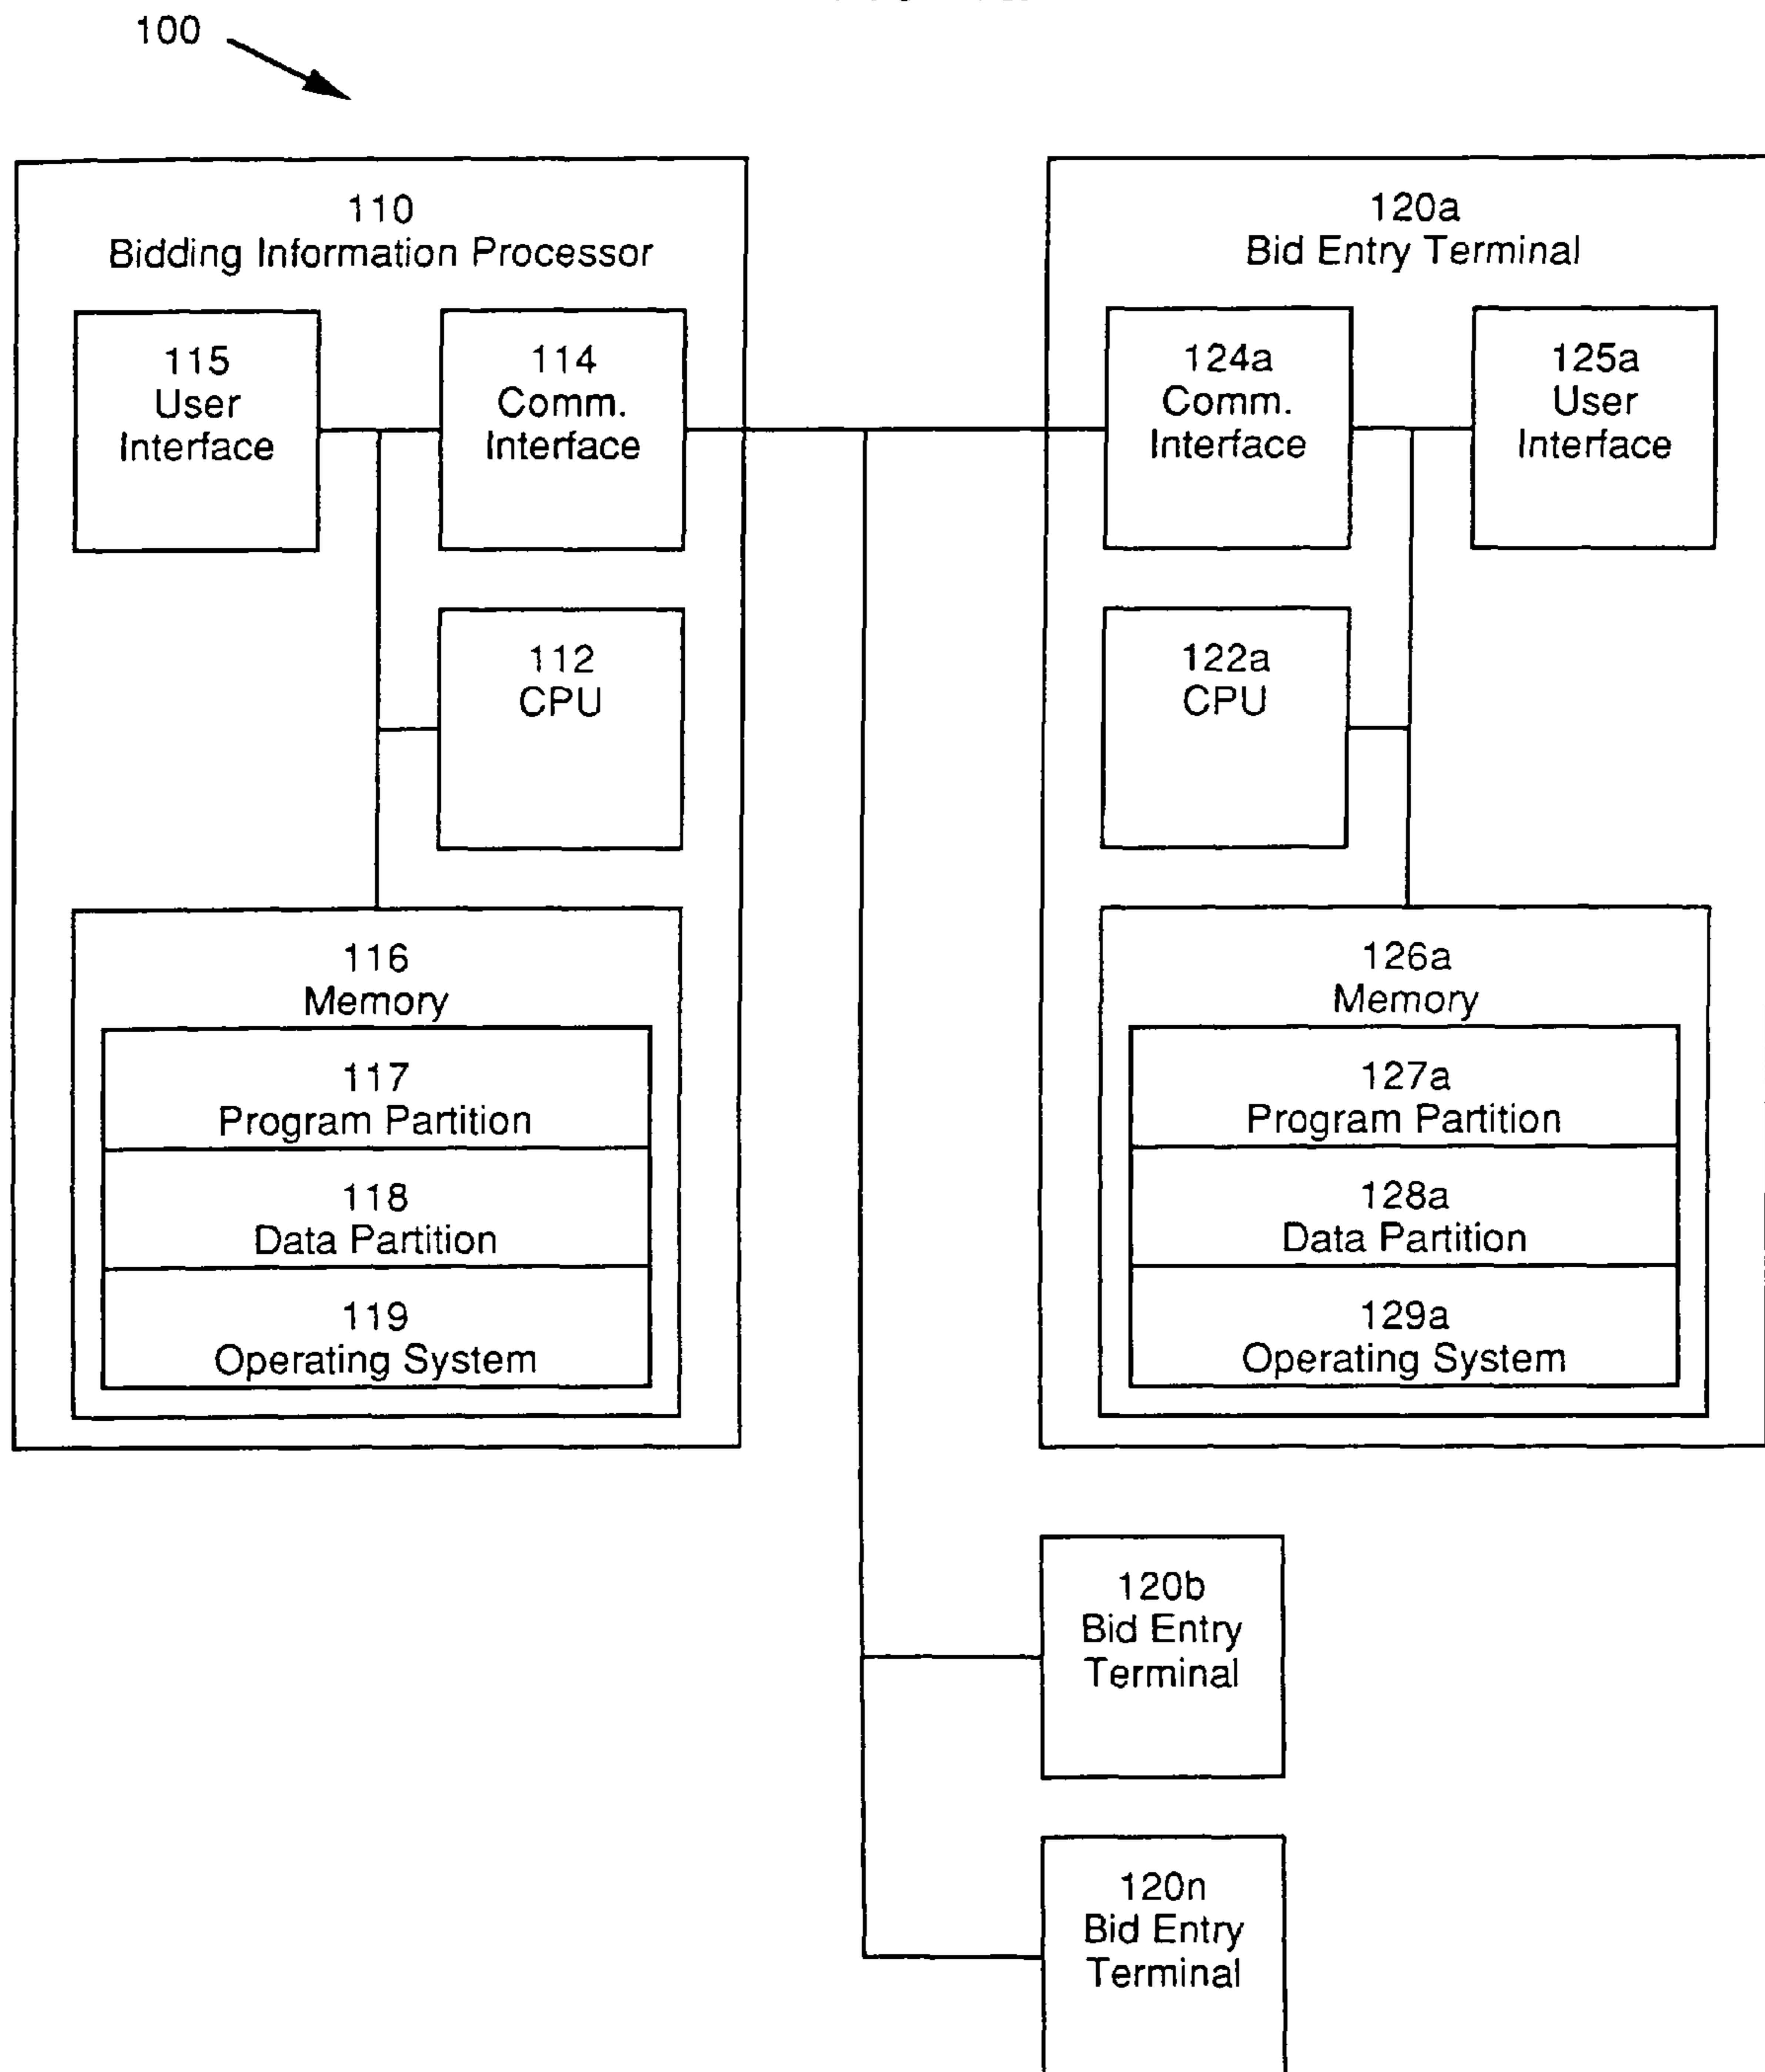 100
110
Bidding Information Processor
115
User
Interface
114
Comm.
Interface
112
CPU
116
Memory
117
Program Partition
118
Data Partition
119
Operating System
120a
Bid Entry Terminal
124a
Comm.
Interface
125a
User
Interface
122a
CPU
126a
Memory
127a
Program Partition
128a
Data Partition
129a
Operating System
120b
Bid Entry
Terminal
120n
Bid Entry
Terminal